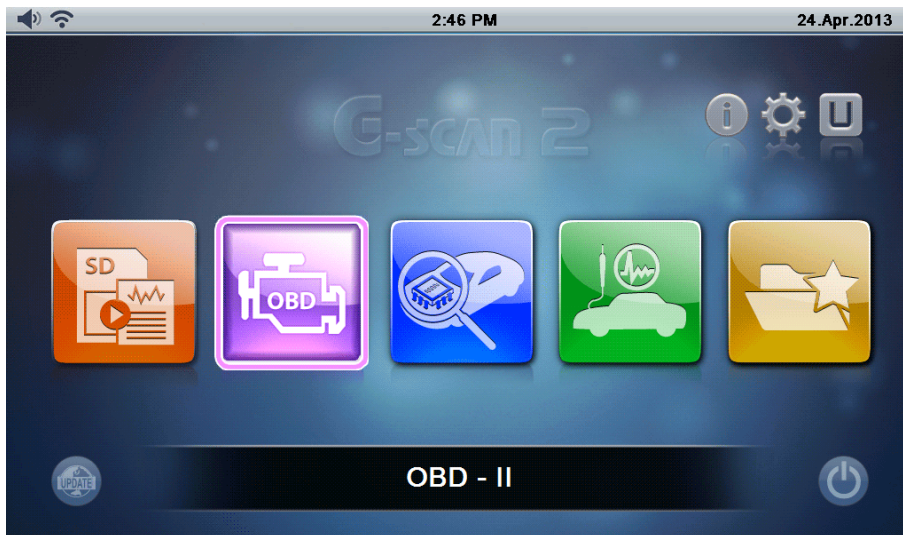 2:46 PM
24.Apr.2013
G-scan 2
i
U
SD
OBD
UPDATE
OBD - II